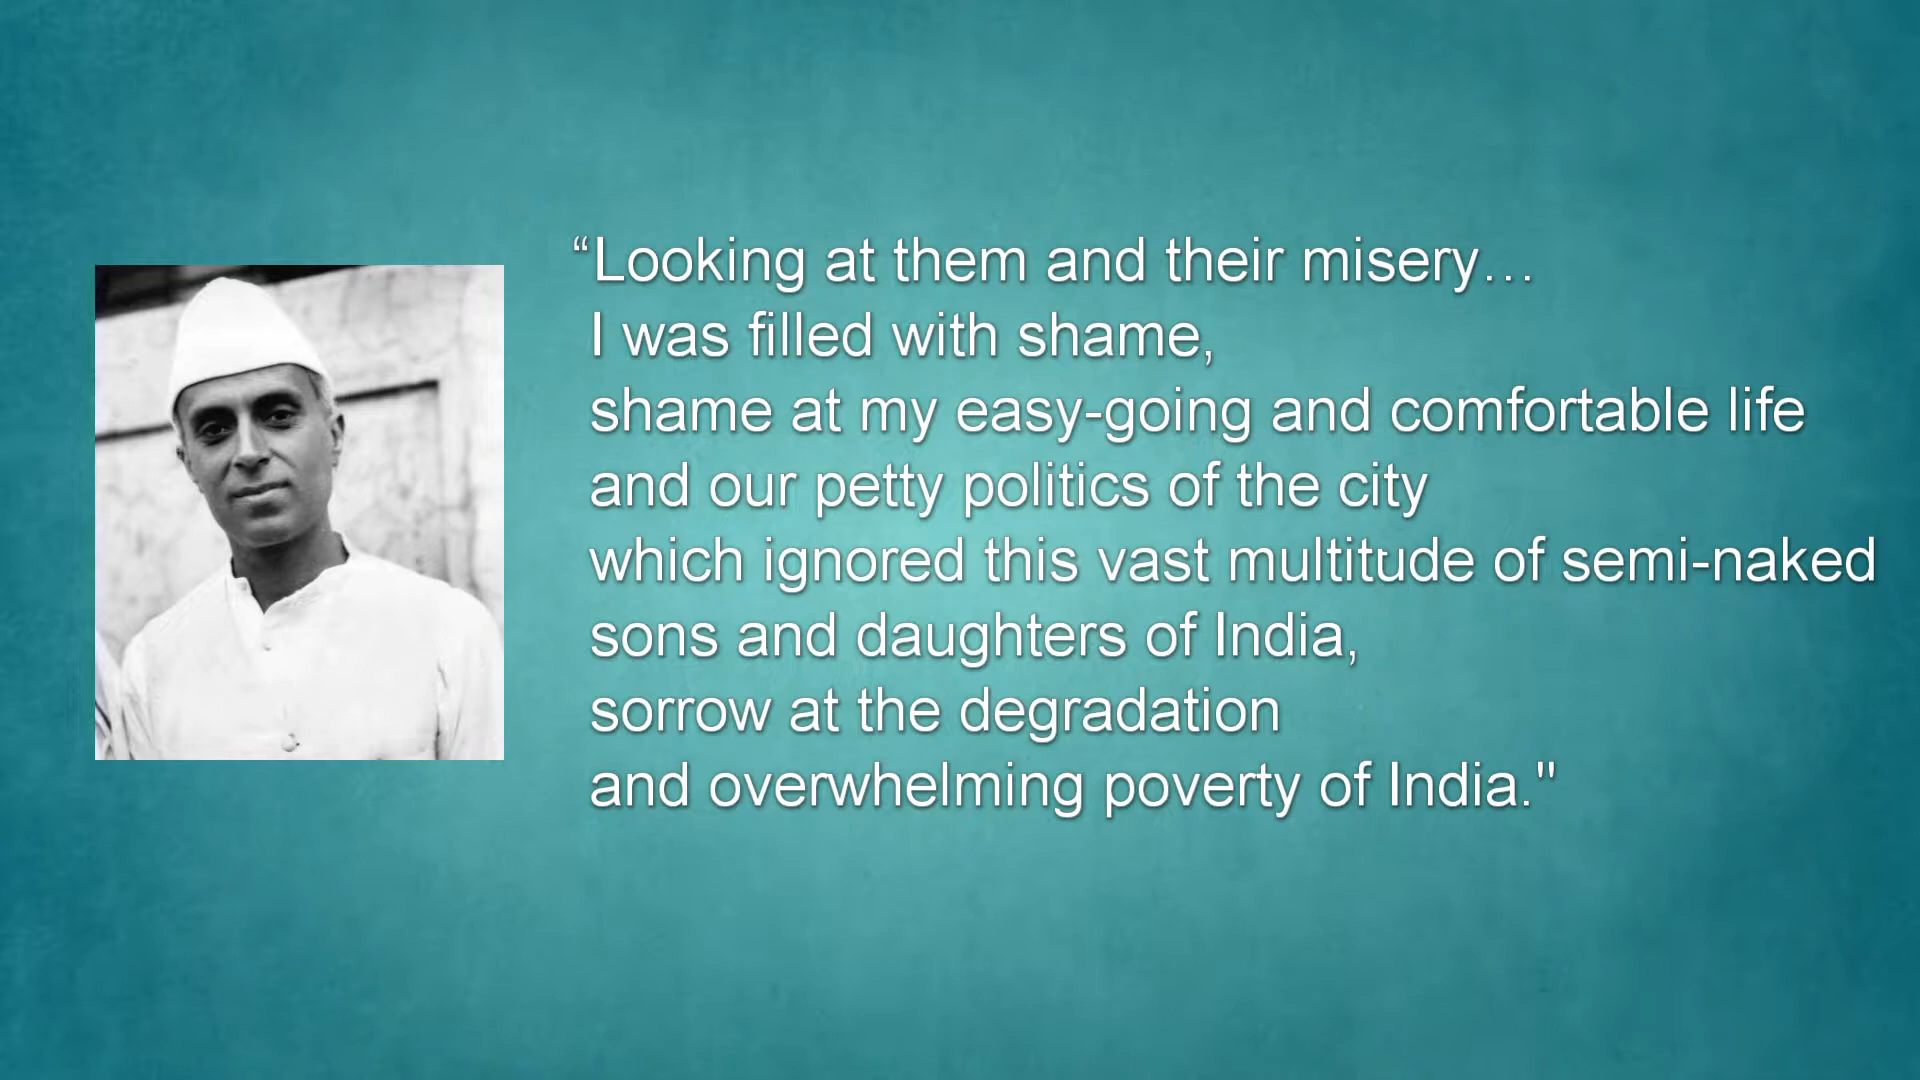 “Looking at them and their misery…
I was filled with shame,
shame at my easy-going and comfortable life
and our petty politics of the city
which ignored this vast multitude of semi-naked
sons and daughters of India,
sorrow at the degradation
and overwhelming poverty of India."